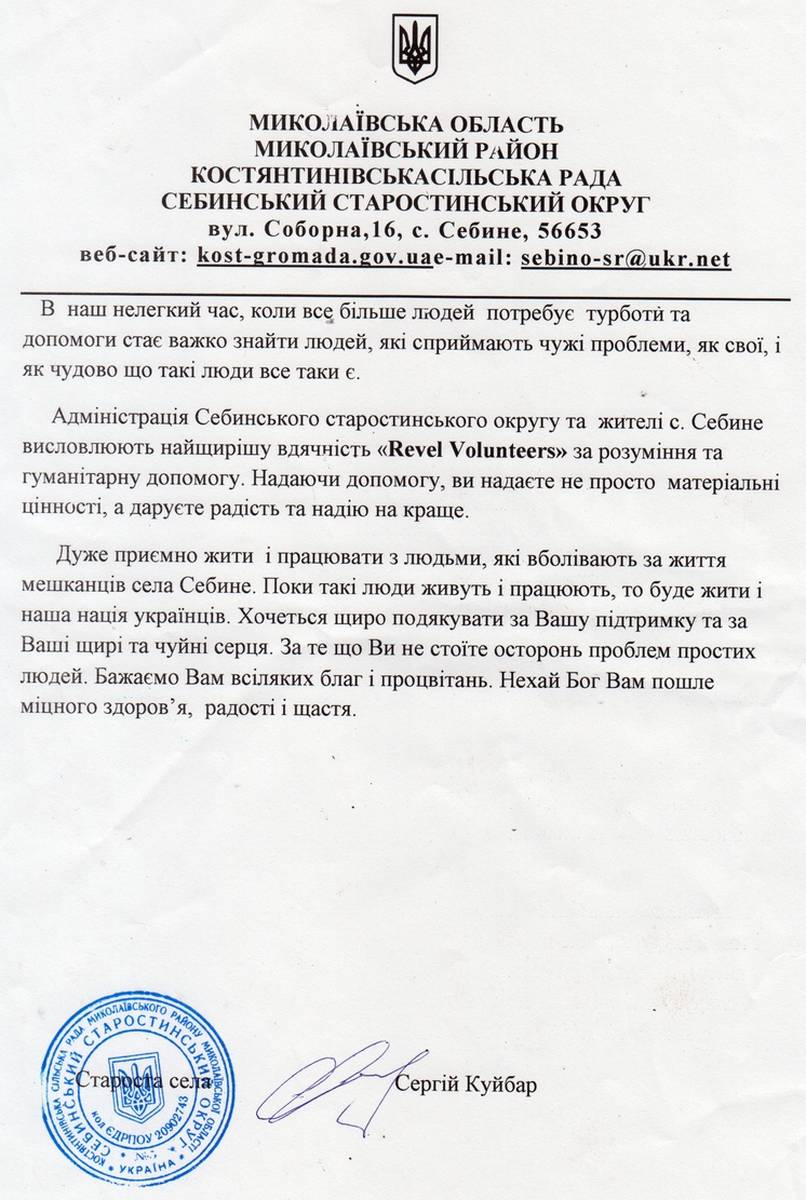 МИКОЛАЇВСЬКА ОБЛАСТЬ
МИКОЛАЇВСЬКИЙ РАЙОН
КОСТЯНТИНІВСЬКАСІЛЬСЬКА РАДА
СЕБИНСЬКИЙ СТАРОСТИНСЬКИЙ ОКРУГ
вул. Соборна,16, с. Себине, 56653
веб-сайт: kost-gromada.gov.uae-mail: sebino-sr@ukr.net
В наш нелегкий час, коли все більше людей потребує турботи та
допомоги стає важко знайти людей, які сприймають чужі проблеми, як свої, і
як чудово що такі люди все таки є.
Адміністрація Себинського старостинського округу та жителі с. Себине
висловлюють найщирішу вдячність «Revel Volunteers» за розуміння та
гуманітарну допомогу. Надаючи допомогу, ви надаєте не просто матеріальні
цінності, а даруєте радість та надію на краще.
Дуже приємно жити і працювати з людьми, які вболівають за життя
мешканців села Себине. Поки такі люди живуть і працюють, то буде жити і
наша нація українців. Хочеться щиро подякувати за Вашу підтримку та за
Ваші щирі та чуйні серця. За те що Ви не стоїте осторонь проблем простих
людей. Бажаємо Вам всіляких благ і процвітань. Нехай Бог Вам пошле
міцного здоров’я, радості і щастя.
КОСТЯНТИНІВСЬКА СІЛЬСЬКА РАДА МИКОЛАЇВСЬКОГО РАЙОНУ МИКОЛАЇВСЬКОЇ ОБЛАСТІ
СЕБИНСЬКИЙ СТАРОСТИНСЬКИЙ ОКРУГ
код ЄДРПОУ 20902743
УКРАЇНА
Староста села Сергій Куйбар